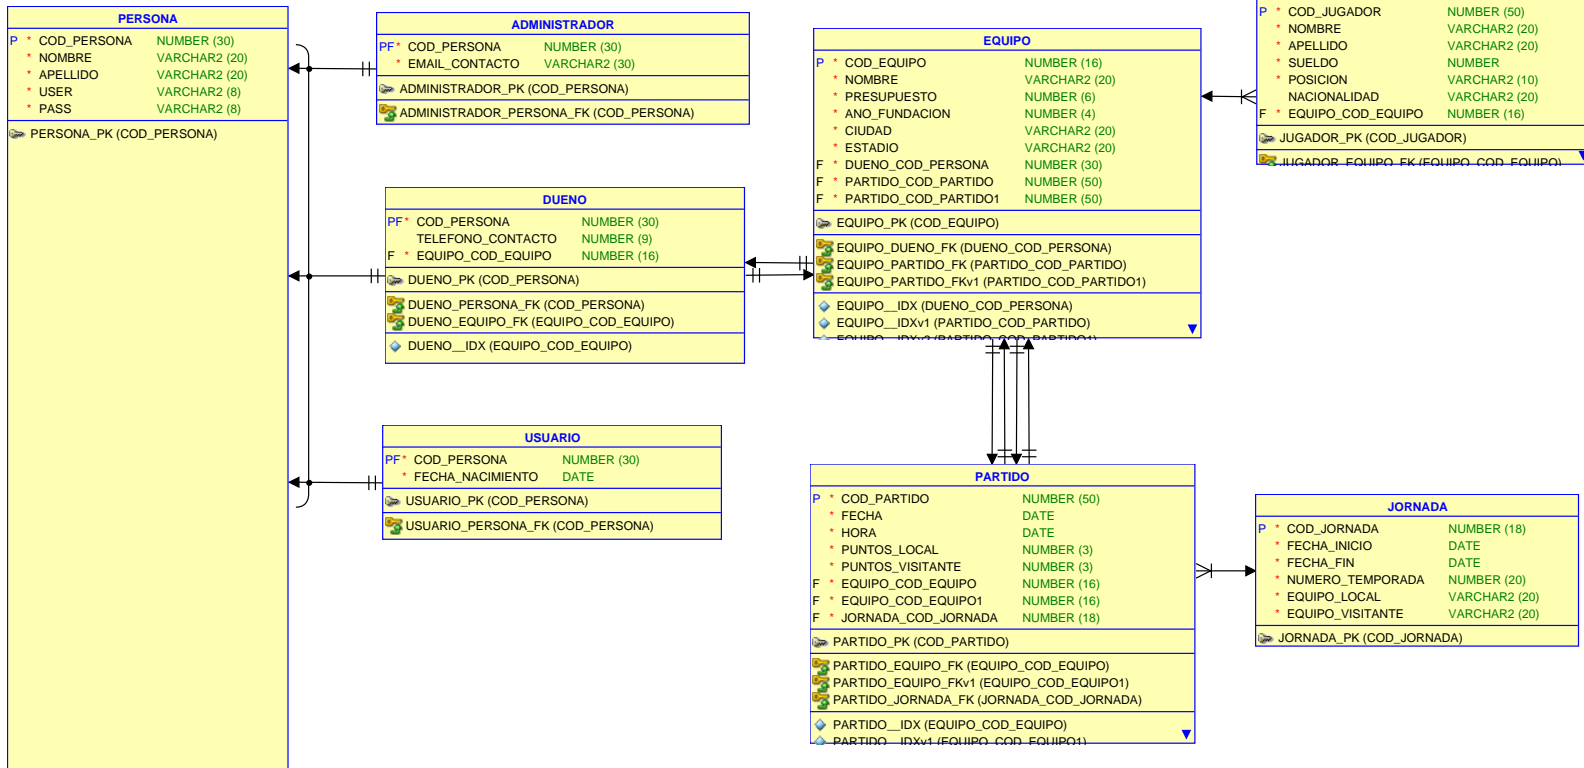 PERSONA
P * COD_PERSONA NUMBER (30)
* NOMBRE VARCHAR2 (20)
* APELLIDO VARCHAR2 (20)
* USER VARCHAR2 (8)
* PASS VARCHAR2 (8)
PERSONA_PK (COD_PERSONA)
ADMINISTRADOR
PF* COD_PERSONA NUMBER (30)
* EMAIL_CONTACTO VARCHAR2 (30)
ADMINISTRADOR_PK (COD_PERSONA)
ADMINISTRADOR_PERSONA_FK (COD_PERSONA)
DUENO
PF* COD_PERSONA NUMBER (30)
TELEFONO_CONTACTO NUMBER (9)
F * EQUIPO_COD_EQUIPO NUMBER (16)
DUENO_PK (COD_PERSONA)
DUENO_PERSONA_FK (COD_PERSONA)
DUENO_EQUIPO_FK (EQUIPO_COD_EQUIPO)
DUENO__IDX (EQUIPO_COD_EQUIPO)
USUARIO
PF* COD_PERSONA NUMBER (30)
* FECHA_NACIMIENTO DATE
USUARIO_PK (COD_PERSONA)
USUARIO_PERSONA_FK (COD_PERSONA)
EQUIPO
P * COD_EQUIPO NUMBER (16)
* NOMBRE VARCHAR2 (20)
* PRESUPUESTO NUMBER (6)
* ANO_FUNDACION NUMBER (4)
* CIUDAD VARCHAR2 (20)
* ESTADIO VARCHAR2 (20)
F * DUENO_COD_PERSONA NUMBER (30)
F * PARTIDO_COD_PARTIDO NUMBER (50)
F * PARTIDO_COD_PARTIDO1 NUMBER (50)
EQUIPO_PK (COD_EQUIPO)
EQUIPO_DUENO_FK (DUENO_COD_PERSONA)
EQUIPO_PARTIDO_FK (PARTIDO_COD_PARTIDO)
EQUIPO_PARTIDO_FKv1 (PARTIDO_COD_PARTIDO1)
EQUIPO__IDX (DUENO_COD_PERSONA)
EQUIPO__IDXv1 (PARTIDO_COD_PARTIDO)
EQUIPO__IDXv2 (PARTIDO_COD_PARTIDO1)
PARTIDO
P * COD_PARTIDO NUMBER (50)
* FECHA DATE
* HORA DATE
* PUNTOS_LOCAL NUMBER (3)
* PUNTOS_VISITANTE NUMBER (3)
F * EQUIPO_COD_EQUIPO NUMBER (16)
F * EQUIPO_COD_EQUIPO1 NUMBER (16)
F * JORNADA_COD_JORNADA NUMBER (18)
PARTIDO_PK (COD_PARTIDO)
PARTIDO_EQUIPO_FK (EQUIPO_COD_EQUIPO)
PARTIDO_EQUIPO_FKv1 (EQUIPO_COD_EQUIPO1)
PARTIDO_JORNADA_FK (JORNADA_COD_JORNADA)
PARTIDO__IDX (EQUIPO_COD_EQUIPO)
PARTIDO__IDXv1 (EQUIPO_COD_EQUIPO1)
P * COD_JUGADOR NUMBER (50)
* NOMBRE VARCHAR2 (20)
* APELLIDO VARCHAR2 (20)
* SUELDO NUMBER
* POSICION VARCHAR2 (10)
NACIONALIDAD VARCHAR2 (20)
F * EQUIPO_COD_EQUIPO NUMBER (16)
JUGADOR_PK (COD_JUGADOR)
JUGADOR_EQUIPO_FK (EQUIPO_COD_EQUIPO)
JORNADA
P * COD_JORNADA NUMBER (18)
* FECHA_INICIO DATE
* FECHA_FIN DATE
* NUMERO_TEMPORADA NUMBER (20)
* EQUIPO_LOCAL VARCHAR2 (20)
* EQUIPO_VISITANTE VARCHAR2 (20)
JORNADA_PK (COD_JORNADA)